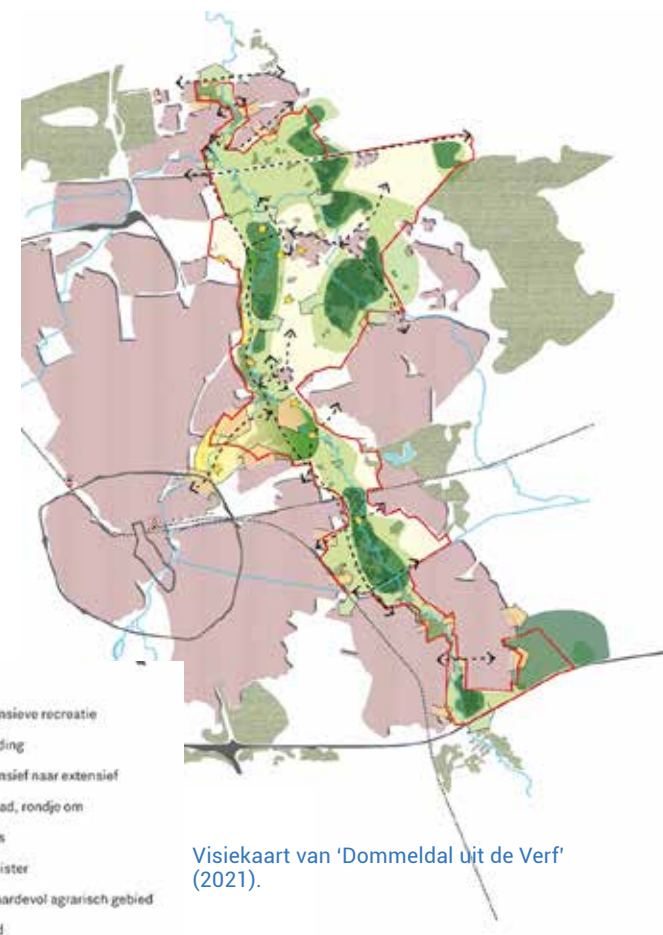 nsieve recreatie
ding
nsief naar extensief
ad, rondje om
s
ister
aardevol agrarisch gebied
d
Visiekaart van ‘Dommeldal uit de Verf’
(2021).